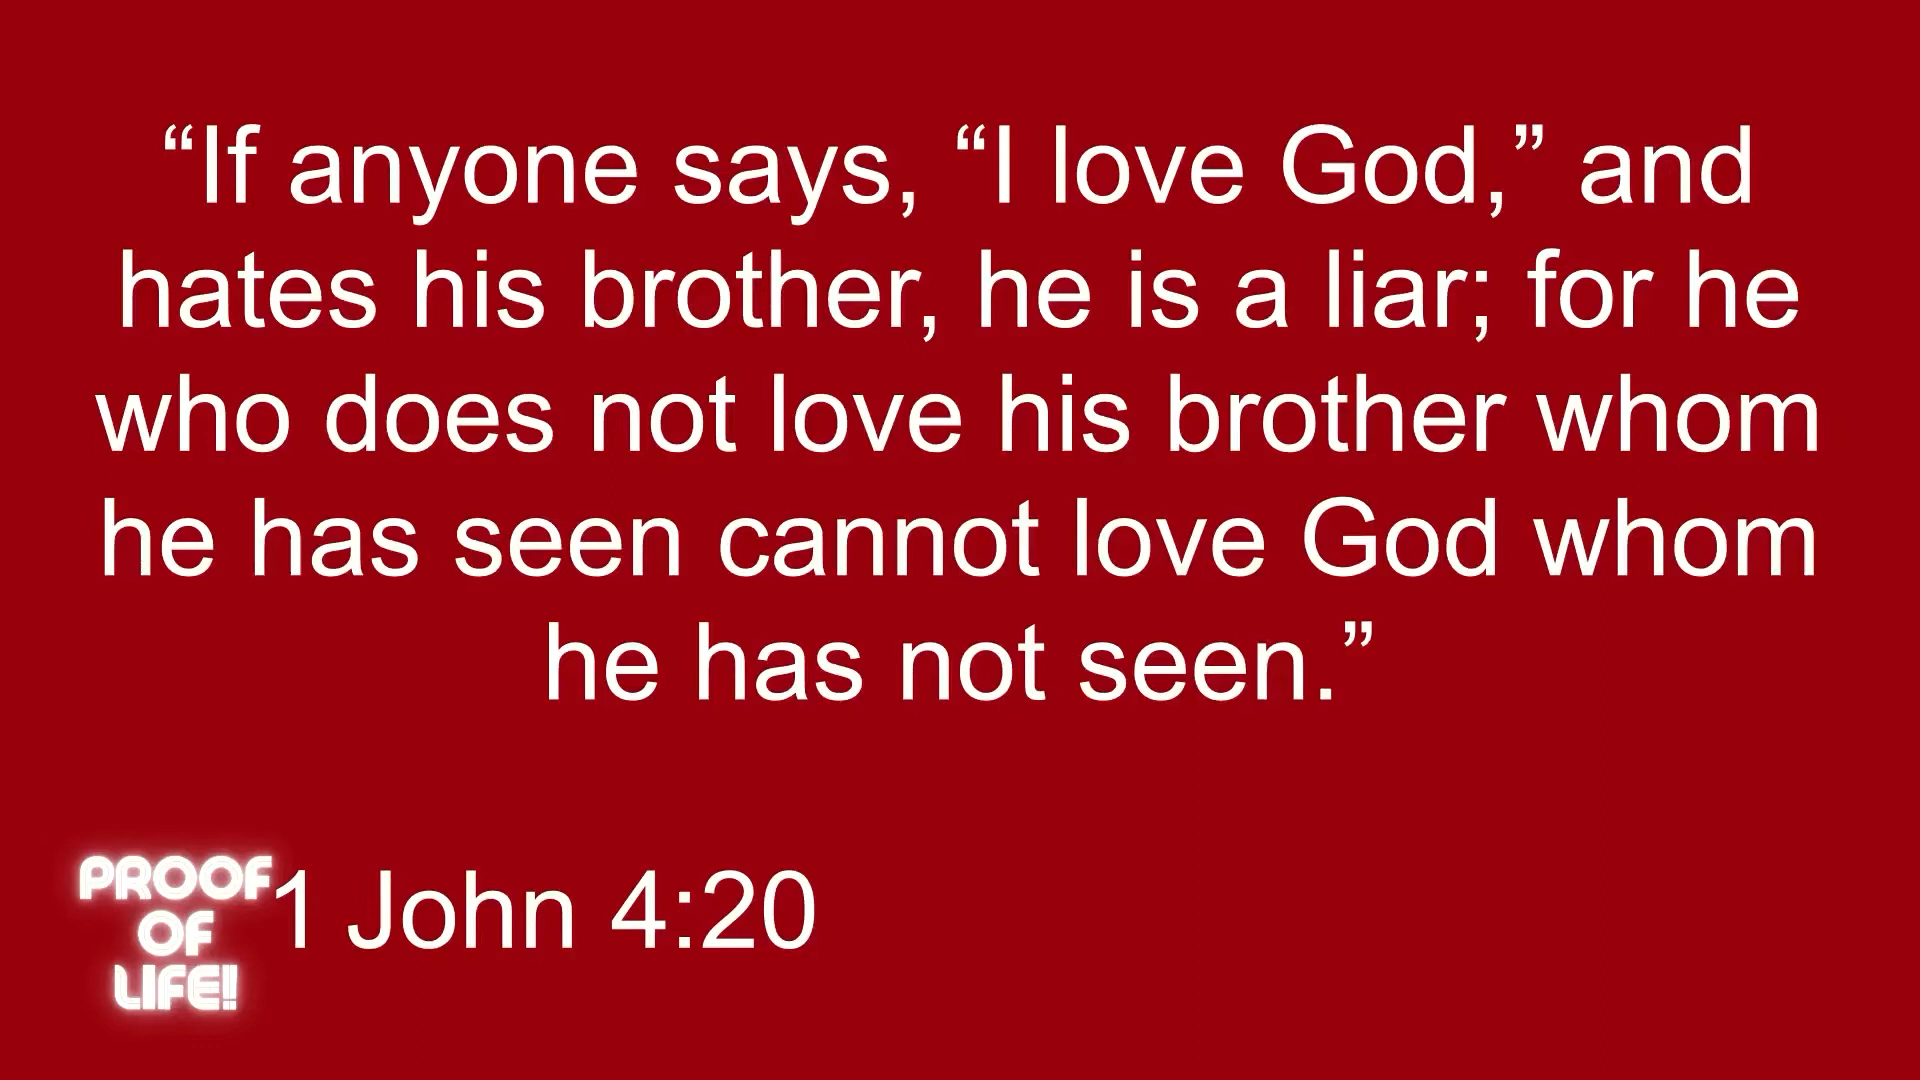 “If anyone says, “I love God,” and
hates his brother, he is a liar; for he
who does not love his brother whom
he has seen cannot love God whom
he has not seen.”
1 John 4:20
PROOF
OF
LIFE!